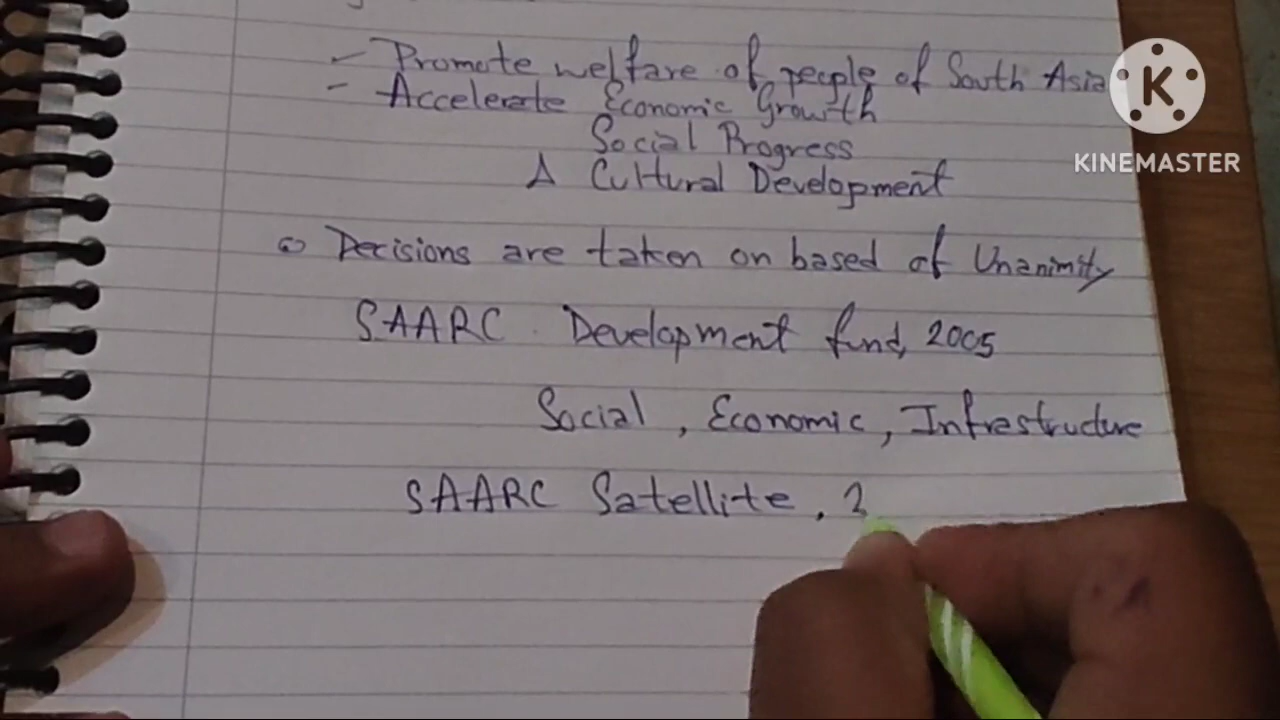 - Promote welfare of people of South Asia
- Accelerate Economic Growth
Social Progress
Δ Cultural Development
o Decisions are taken on based of Unanimity
SAARC Development fund, 2005
Social, Economic, Infrestructure
SAARC Satellite, 2
K
KINEMASTER